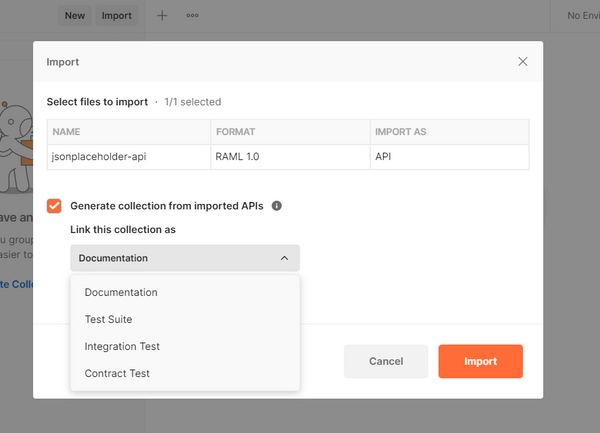 New Import No Envi
Import
Select files to import · 1/1 selected
NAME FORMAT IMPORT AS
jsonplaceholder-api RAML 1.0 API
Generate collection from imported APIs
Link this collection as
Documentation
Documentation
Test Suite
Integration Test
Contract Test
Cancel Import
ave an
u group
easier to
te Colle